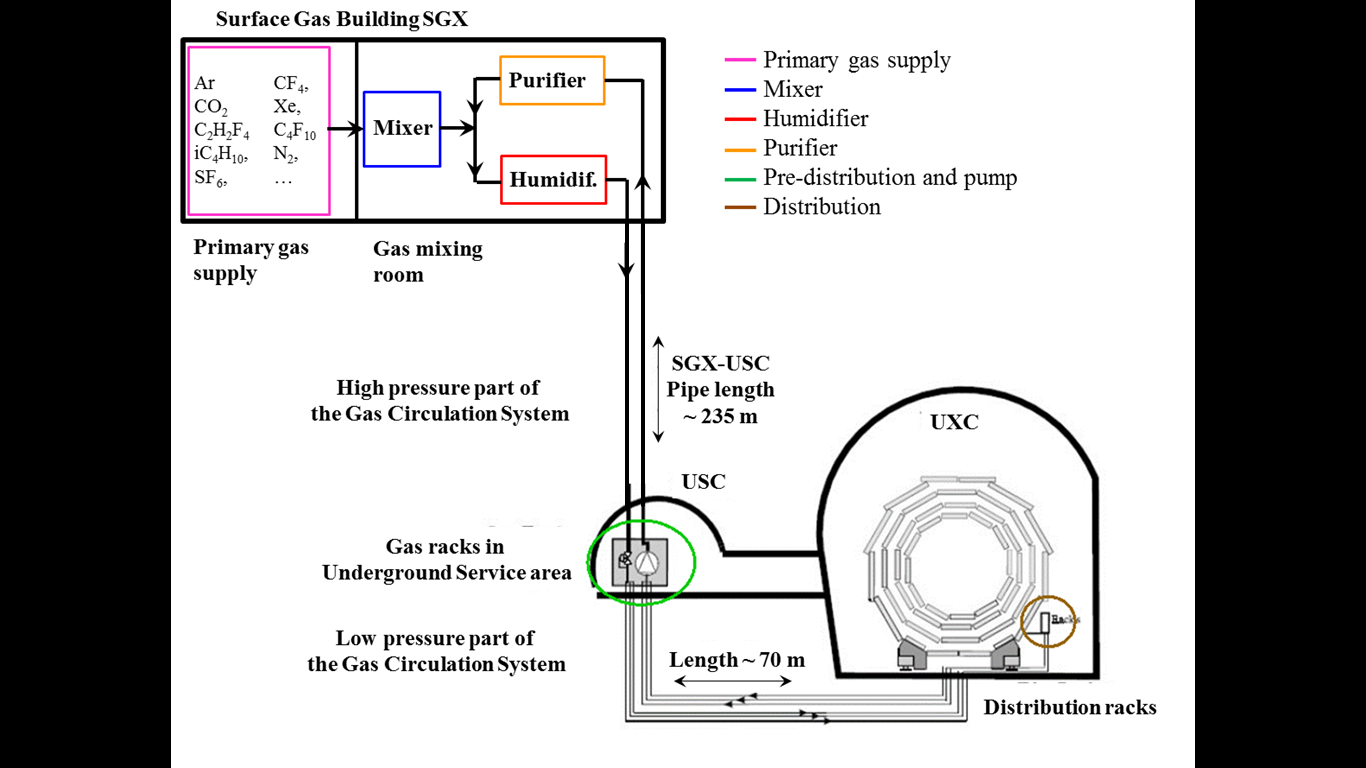 Surface Gas Building SGX
Ar CF₄,
CO₂ Xe,
C₂H₂F₄ C₄F₁₀
iC₄H₁₀, N₂,
SF₆, …
Mixer
Purifier
Humidif.
Primary gas supply
Mixer
Humidifier
Purifier
Pre-distribution and pump
Distribution
Primary gas
supply
Gas mixing
room
High pressure part of
the Gas Circulation System
SGX-USC
Pipe length
~ 235 m
UXC
USC
Gas racks in
Underground Service area
Racks
Low pressure part of
the Gas Circulation System
Length ~ 70 m
Distribution racks